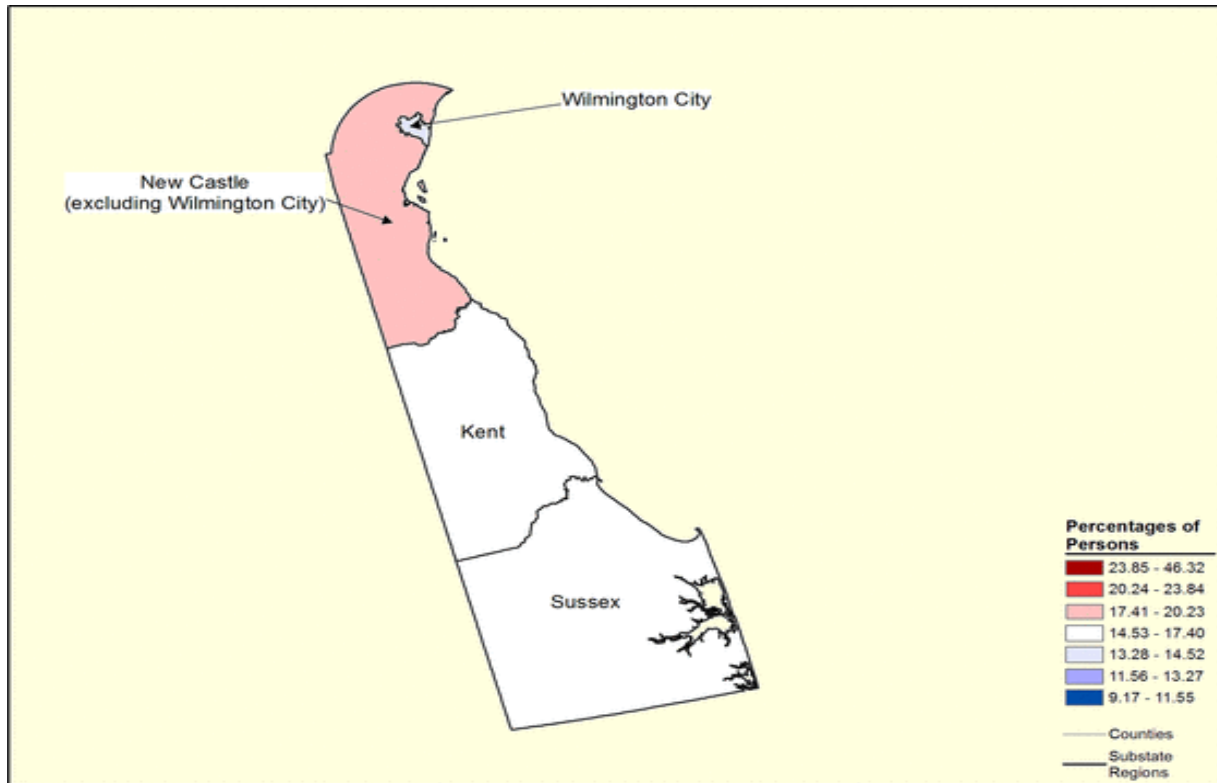 Wilmington City
New Castle
(excluding Wilmington City)
Kent
Sussex
Percentages of
Persons
23.85 - 46.32
20.24 - 23.84
17.41 - 20.23
14.53 - 17.40
13.28 - 14.52
11.56 - 13.27
9.17 - 11.55
Counties
Substate
Regions